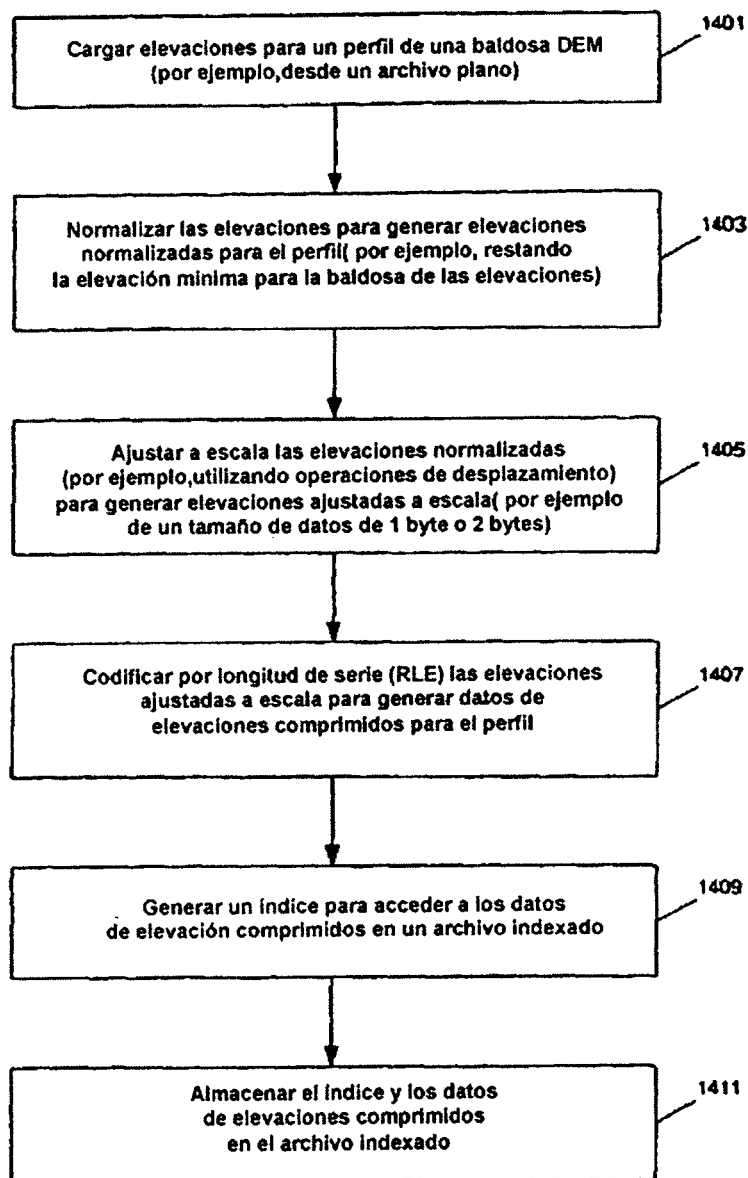 1401
Cargar elevaciones para un perfil de una baldosa DEM
(por ejemplo,desde un archivo plano)
1403
Normalizar las elevaciones para generar elevaciones
normalizadas para el perfil( por ejemplo, restando
la elevación minima para la baldosa de las elevaciones)
1405
Ajustar a escala las elevaciones normalizadas
(por ejemplo,utilizando operaciones de desplazamiento)
para generar elevaciones ajustadas a escala( por ejemplo
de un tamaño de datos de 1 byte o 2 bytes)
1407
Codificar por longitud de serie (RLE) las elevaciones
ajustadas a escala para generar datos de
elevaciones comprimidos para el perfil
1409
Generar un índice para acceder a los datos
de elevación comprimidos en un archivo indexado
1411
Almacenar el índice y los datos
de elevaciones comprimidos
en el archivo indexado